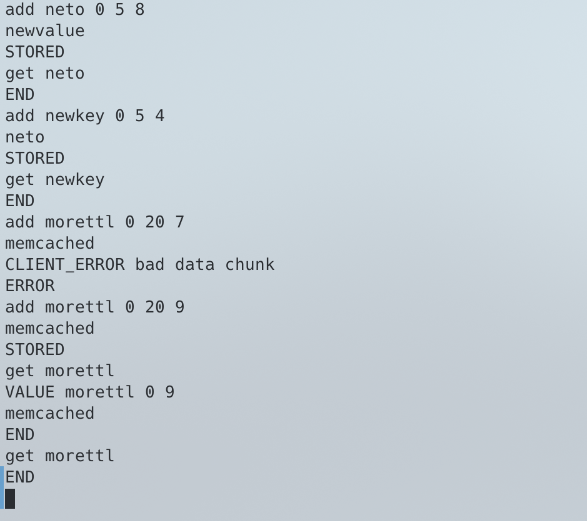 add neto 0 5 8
newvalue
STORED
get neto
END
add newkey 0 5 4
neto
STORED
get newkey
END
add morettl 0 20 7
memcached
CLIENT_ERROR bad data chunk
ERROR
add morettl 0 20 9
memcached
STORED
get morettl
VALUE morettl 0 9
memcached
END
get morettl
END